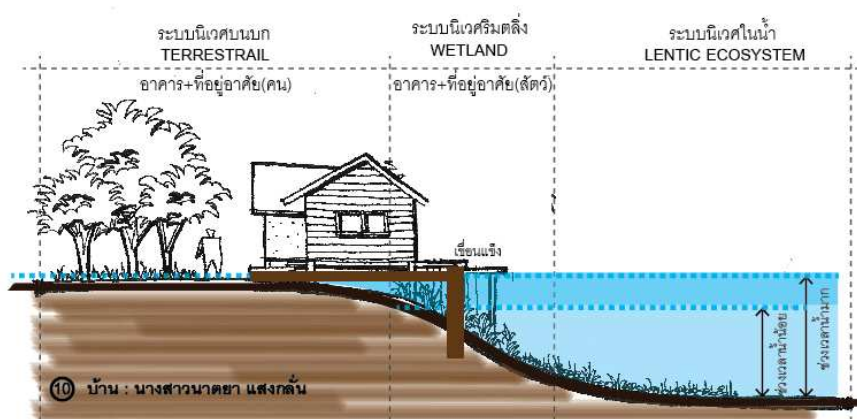 ระบบนิเวศบนบก
TERRESTRAIL
ระบบนิเวศริมตลิ่ง
WETLAND
ระบบนิเวศในน้ำ
LENTIC ECOSYSTEM
อาคาร+ที่อยู่อาศัย(คน)
อาคาร+ที่อยู่อาศัย(สัตว์)
เขื่อนแข็ง
ช่วงเวลาน้ำน้อย
ช่วงเวลาน้ำมาก
10 บ้าน : นางสาวนาตยา แสงกลั่น